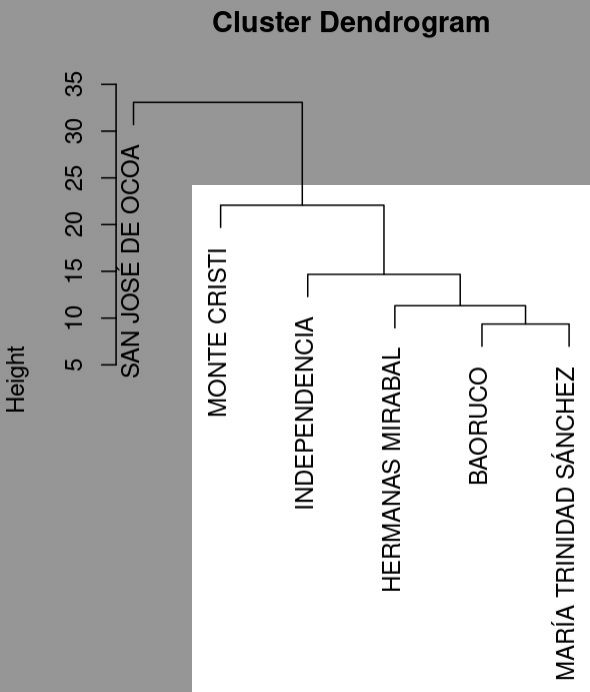 Cluster Dendrogram
Height
35
30
25
20
15
10
5
SAN JOSÉ DE OCOA
MONTE CRISTI
INDEPENDENCIA
HERMANAS MIRABAL
BAORUCO
MARÍA TRINIDAD SÁNCHEZ